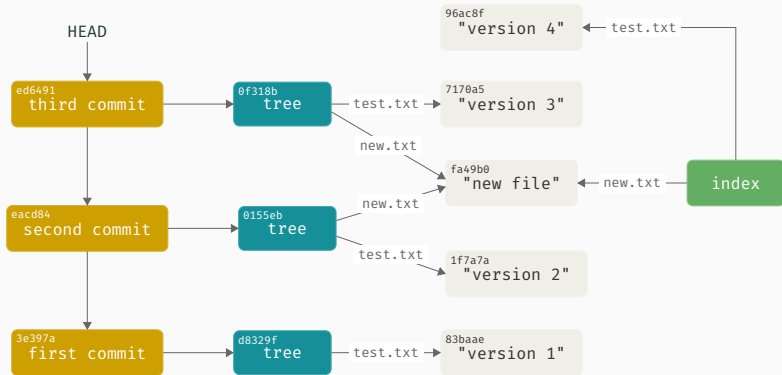 96ac8f
"version 4"
test.txt
HEAD
ed6491
third commit
0f318b
tree
test.txt
7170a5
"version 3"
new.txt
fa49b0
"new file"
new.txt
index
eacd84
second commit
0155eb
tree
new.txt
test.txt
1f7a7a
"version 2"
3e397a
first commit
d8329f
tree
test.txt
83baae
"version 1"